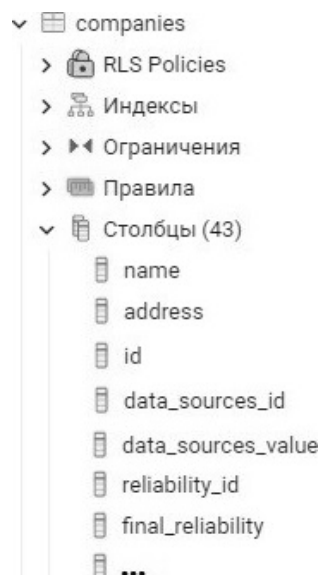 companies
RLS Policies
Индексы
Ограничения
Правила
Столбцы (43)
name
address
id
data_sources_id
data_sources_value
reliability_id
final_reliability
...